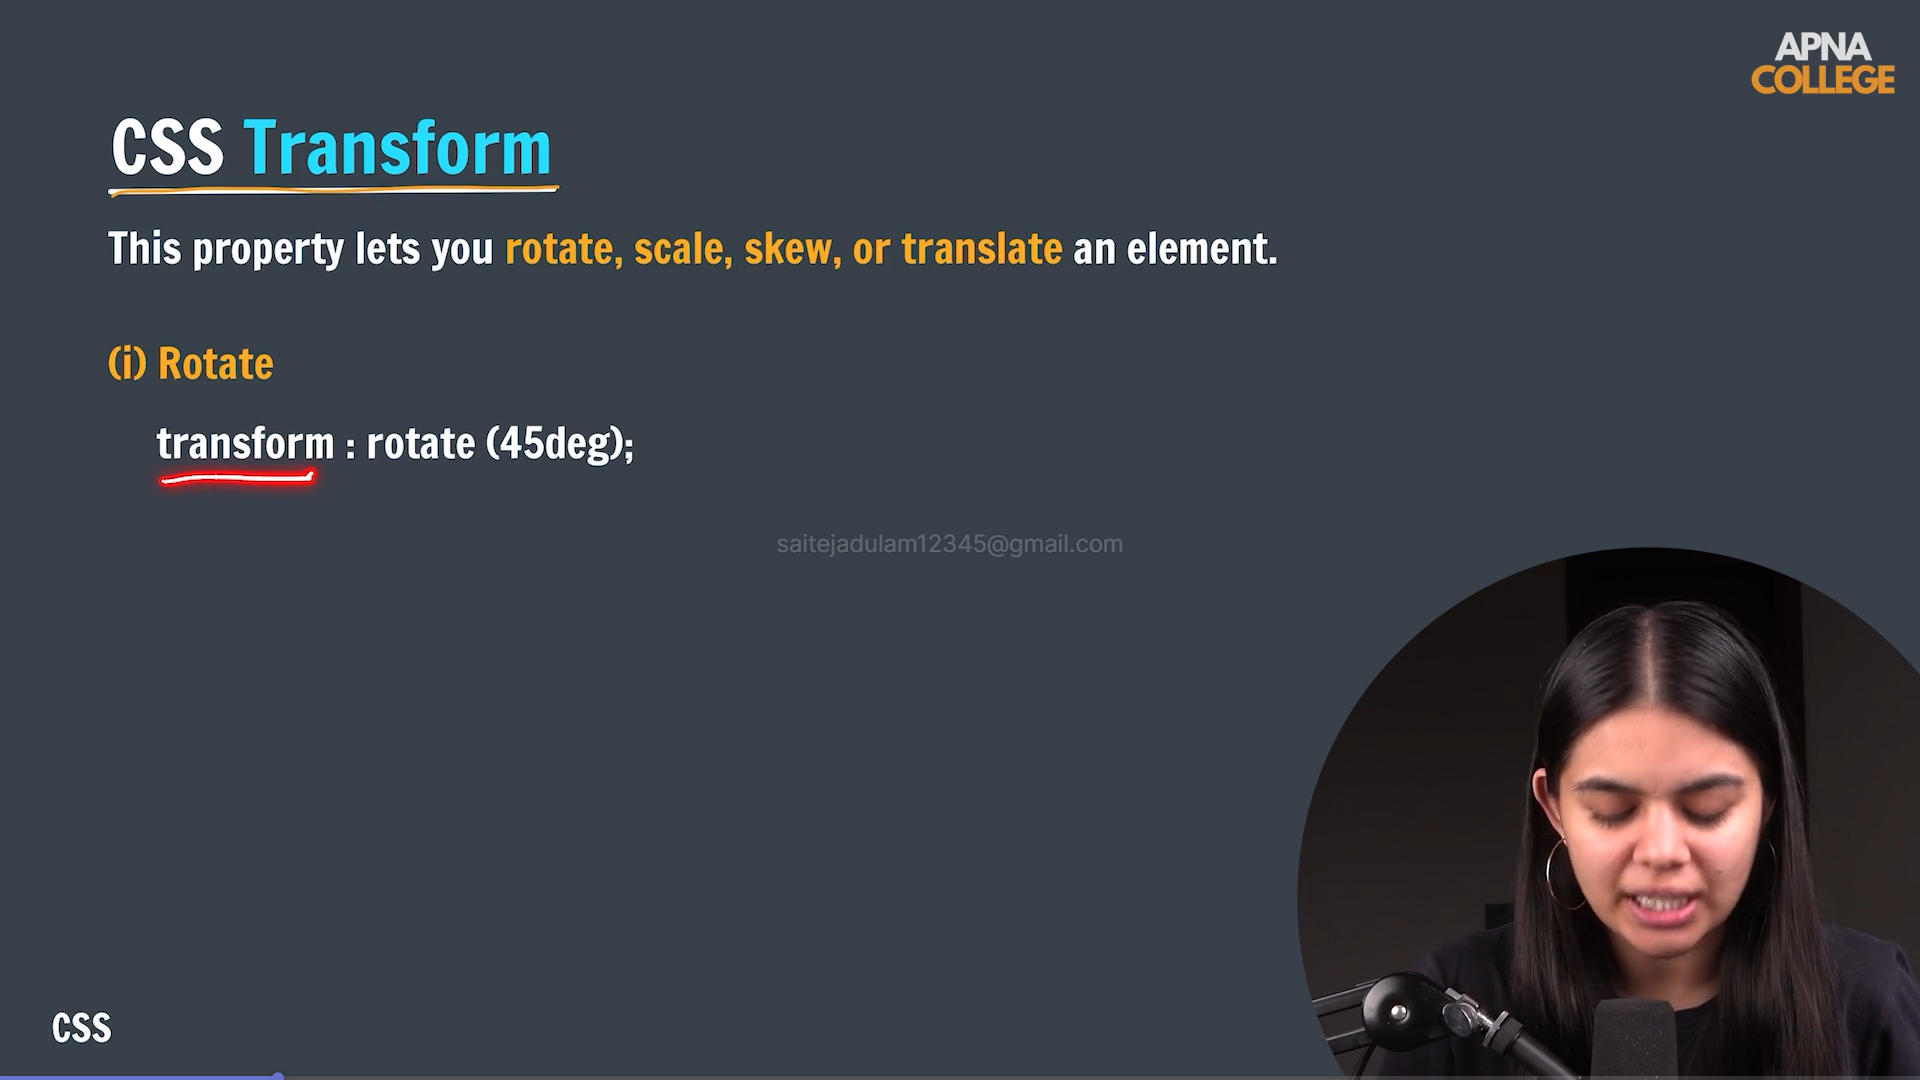 APNA
COLLEGE
CSS Transform
This property lets you rotate, scale, skew, or translate an element.
(i) Rotate
transform : rotate (45deg);
saitejadulam12345@gmail.com
CSS